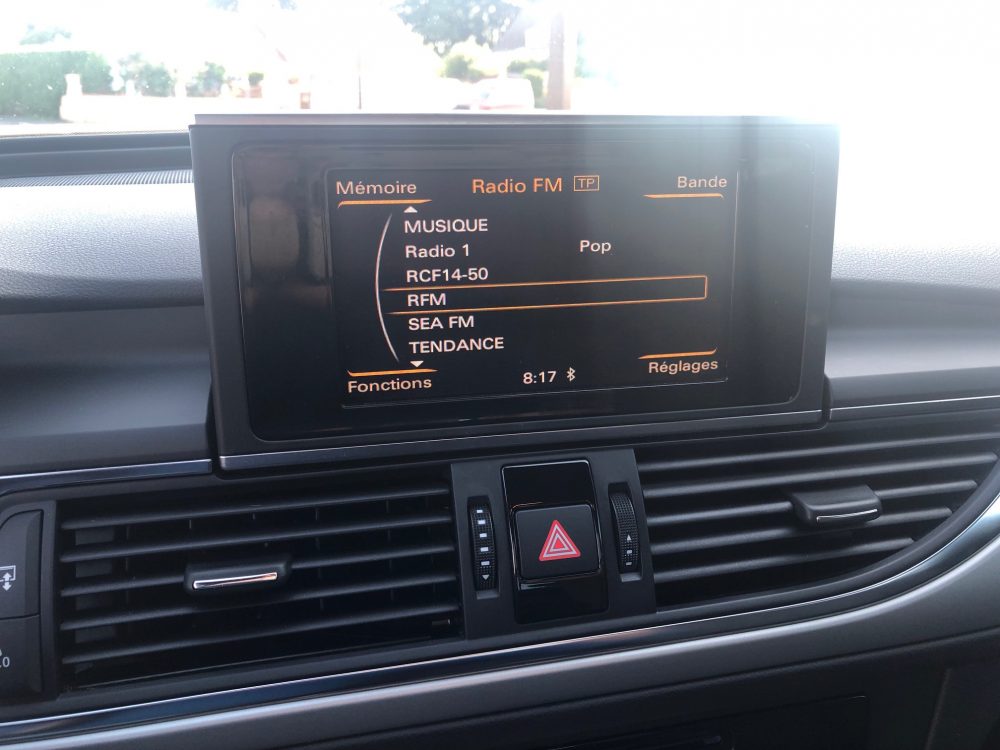 Mémoire Radio FM TP Bande
MUSIQUE
Radio 1 Pop
RCF14-50
RFM
SEA FM
TENDANCE
Fonctions 8:17 Réglages